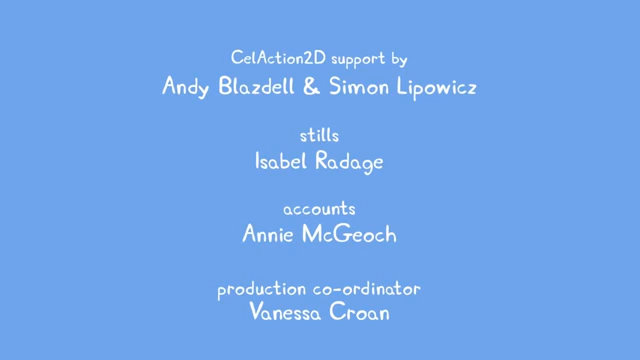 CelAction2D support by
Andy Blazdell & Simon Lipowicz
stills
Isabel Radage
accounts
Annie McGeoch
production co-ordinator
Vanessa Croan